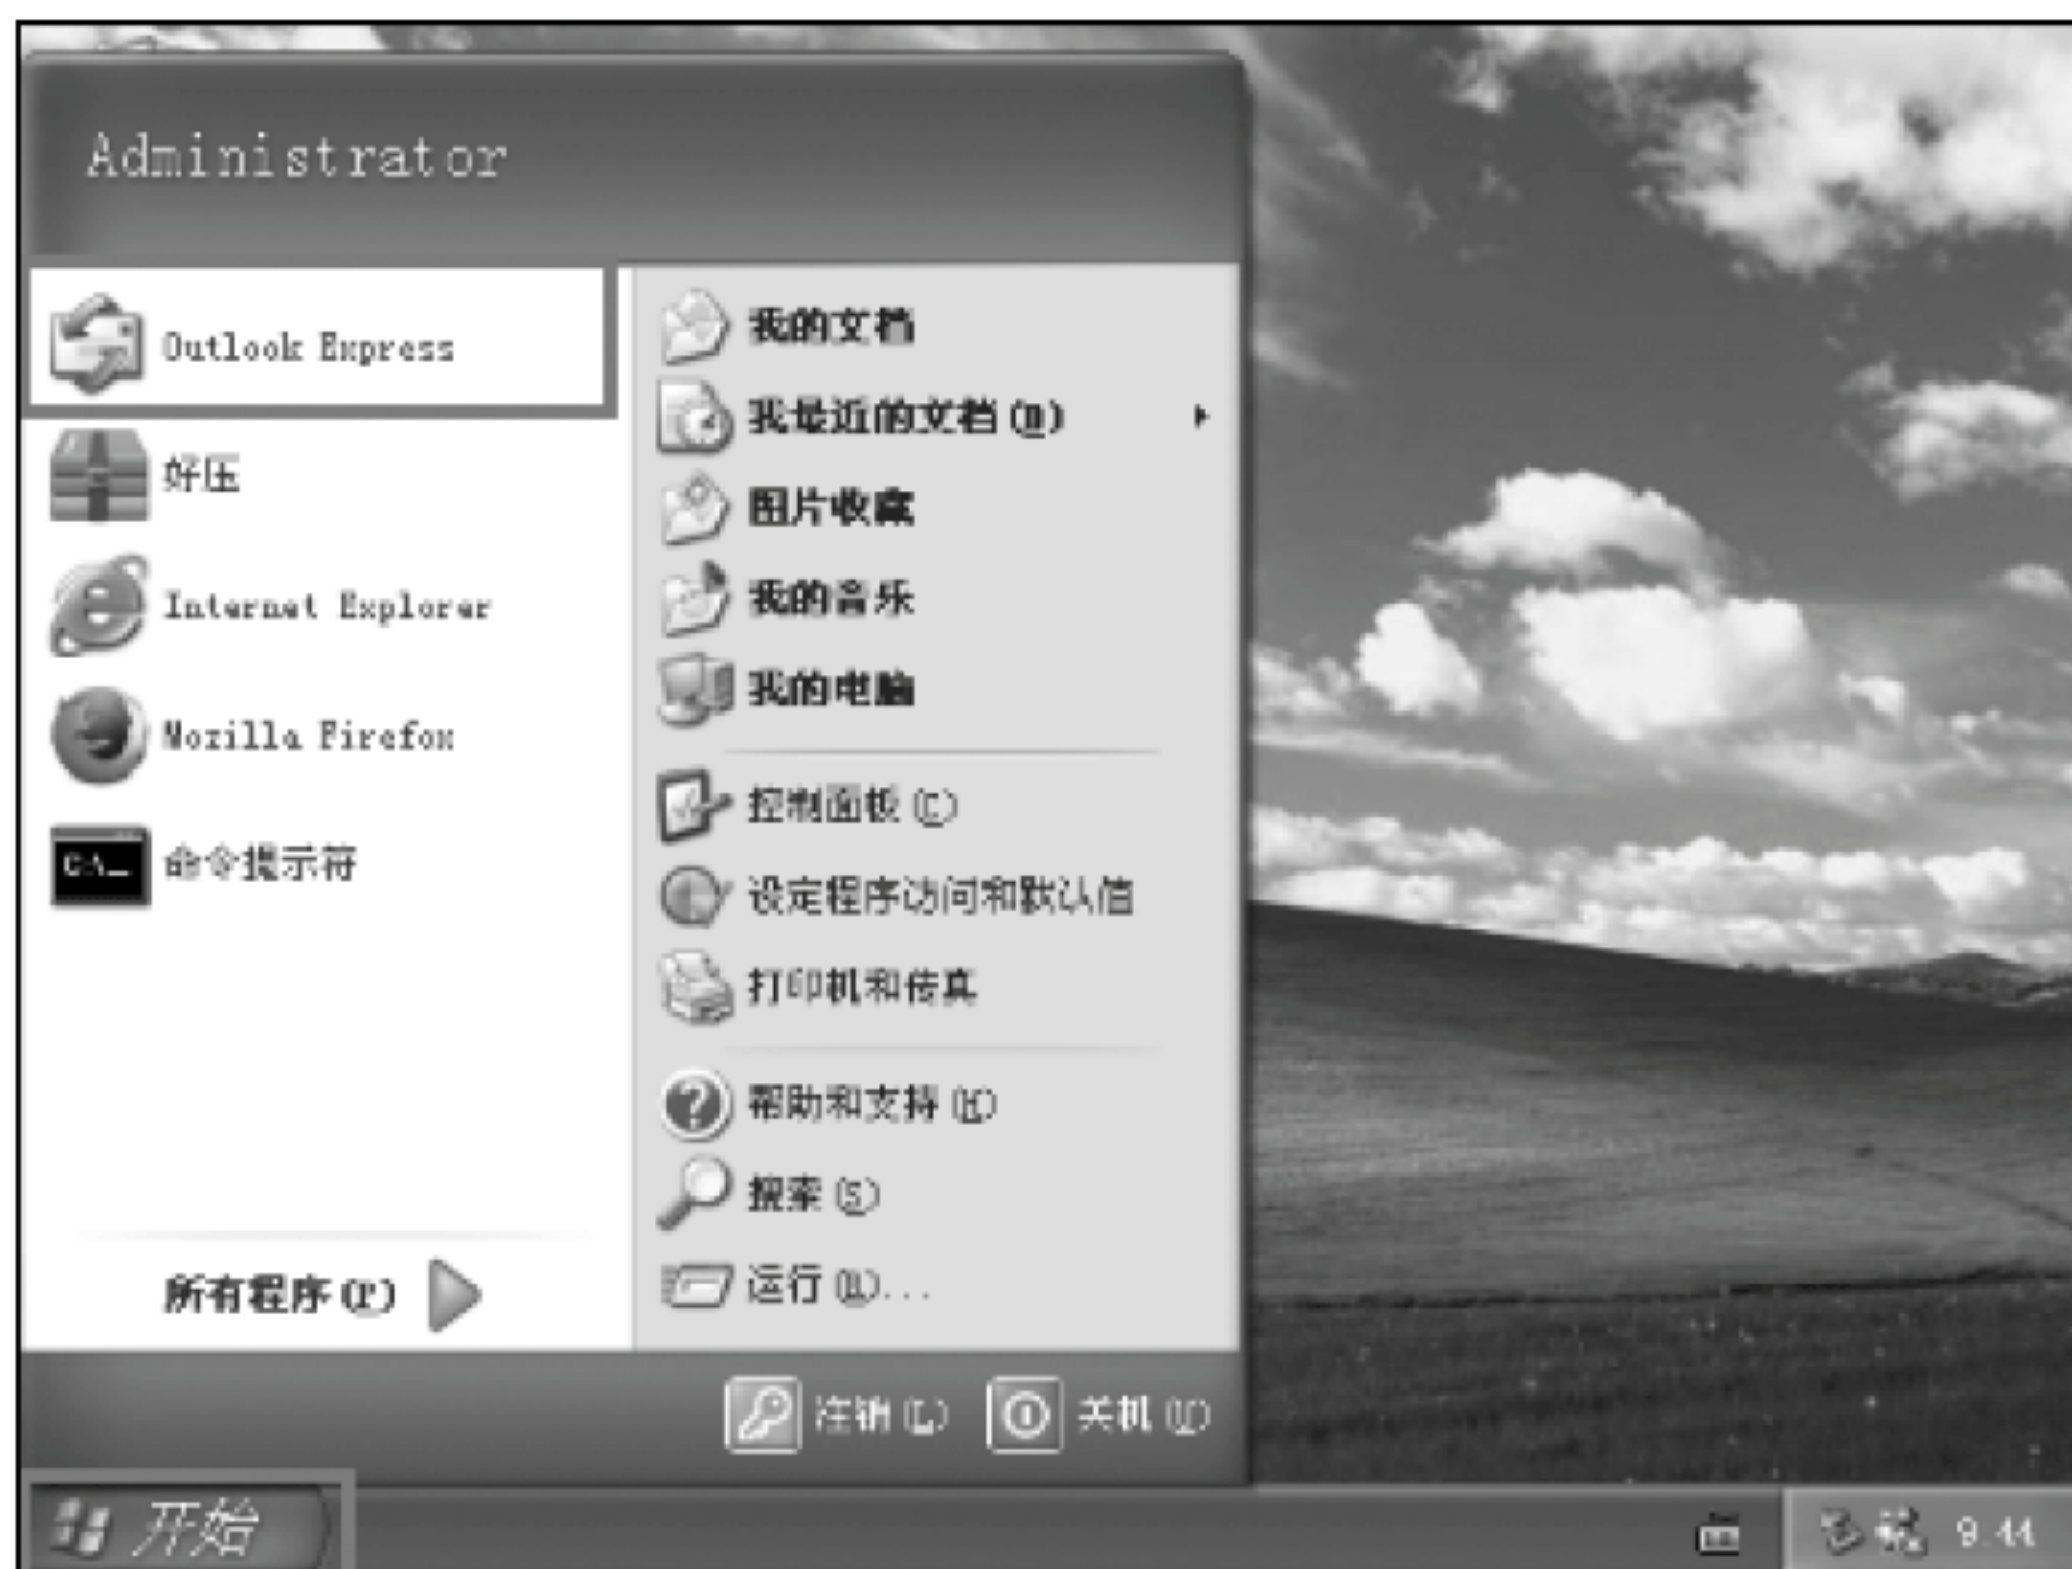 Administrator
Outlook Express
好压
Internet Explorer
Mozilla Firefox
C:\_
命令提示符
所有程序(P)
我的文档
我最近的文档(D)
图片收藏
我的音乐
我的电脑
控制面板(C)
设定程序访问和默认值
打印机和传真
帮助和支持(H)
搜索(S)
运行(R)...
注销(L)
关机(U)
开始
9:44